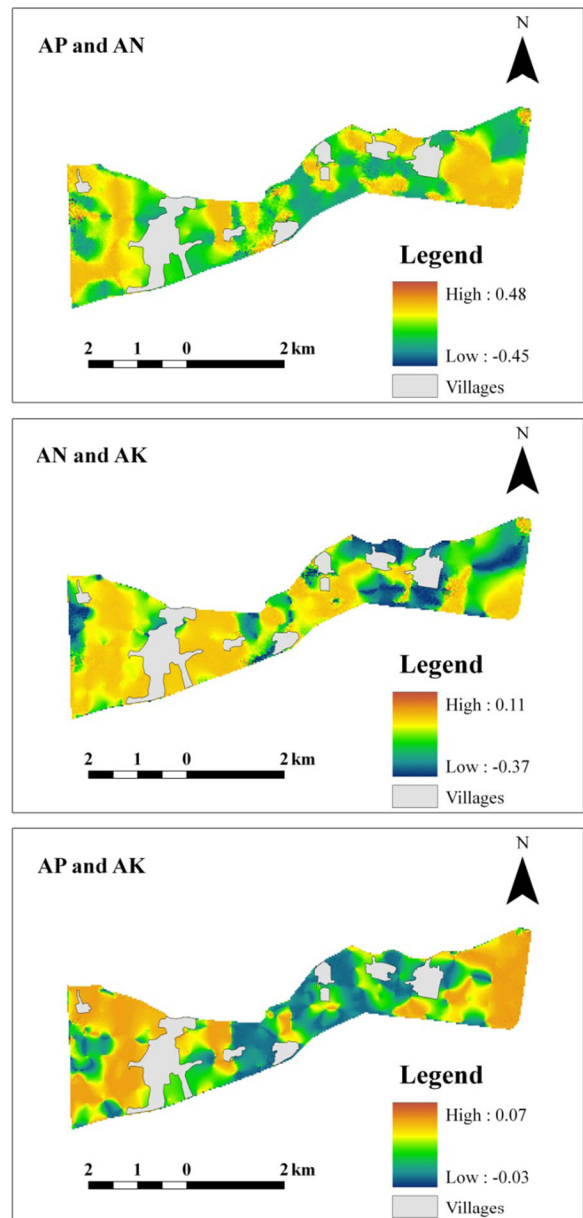 AP and AN
N
Legend
High : 0.48
Low : -0.45
Villages
2 1 0 2 km
AN and AK
N
Legend
High : 0.11
Low : -0.37
Villages
2 1 0 2 km
AP and AK
N
Legend
High : 0.07
Low : -0.03
Villages
2 1 0 2 km